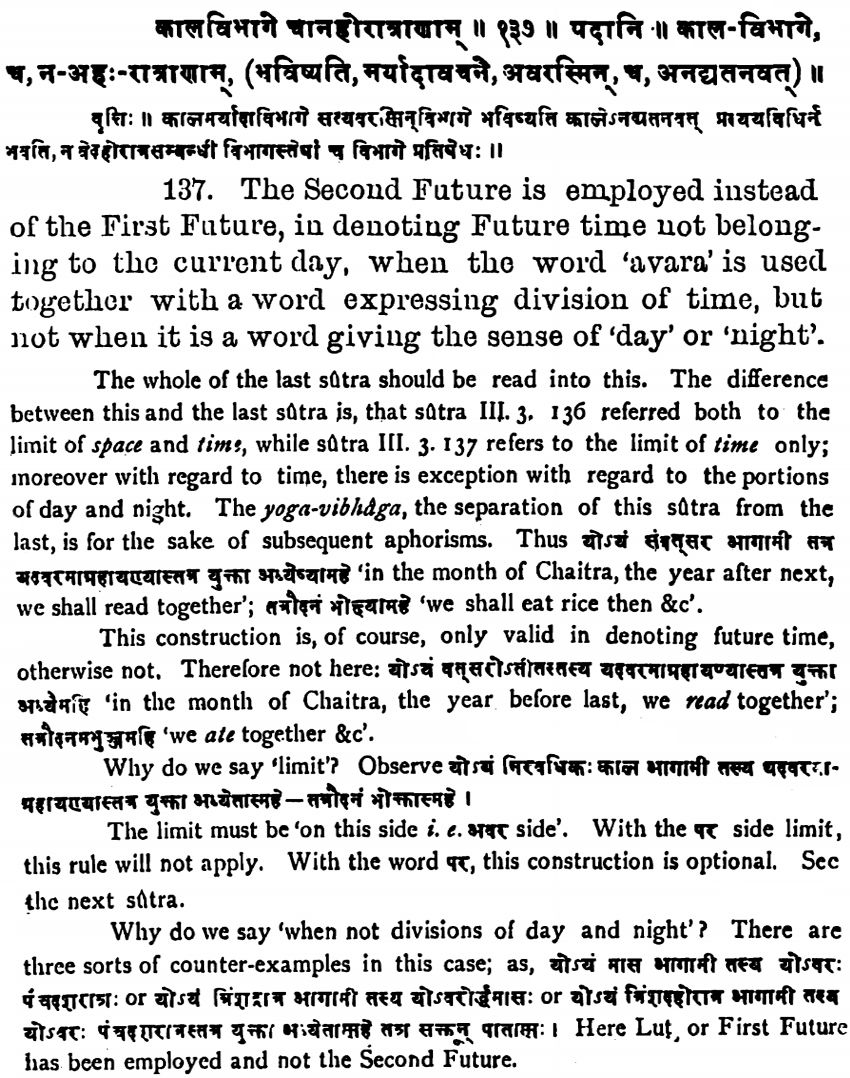 कालविभागे चानहोरात्राणाम् ॥ १३७ ॥ पदानि ॥ काल-विभागे,
च, न-अहः-रात्राणाम्, (भविष्यति, मर्यादावचने, अवरस्मिन्, च, अनद्यतनवत्) ॥
वृत्तिः ॥ कालमर्यादाविभागे सत्यवरस्मिन्विभागे भविष्यति कालेऽनद्यतनवत् प्रत्ययविधिर्न
भवति, न चेदहोरात्रसम्बन्धी विभागस्तेषां च विभागे प्रतिषेधः ॥
137. The Second Future is employed instead
of the First Future, in denoting Future time not belong-
ing to the current day, when the word 'avara' is used
together with a word expressing division of time, but
not when it is a word giving the sense of 'day' or 'night'.
The whole of the last sûtra should be read into this. The difference
between this and the last sûtra is, that sûtra III. 3. 136 referred both to the
limit of space and time, while sûtra III. 3. 137 refers to the limit of time only;
moreover with regard to time, there is exception with regard to the portions
of day and night. The yoga-vibhâga, the separation of this sûtra from the
last, is for the sake of subsequent aphorisms. Thus योऽयं संवत्सर आगामी तत्र
यदवरमाग्रहायण्यास्तत्र युक्ता अध्येष्यामहे 'in the month of Chaitra, the year after next,
we shall read together'; तत्रौदनं भोक्ष्यामहे 'we shall eat rice then &c'.
This construction is, of course, only valid in denoting future time,
otherwise not. Therefore not here: योऽयं वत्सरोऽतीतस्तस्य यदवरमाग्रहायण्यास्तत्र युक्ता
अध्यैमहि 'in the month of Chaitra, the year before last, we read together';
तत्रौदनमभुञ्ज्महि 'we ate together &c'.
Why do we say 'limit'? Observe योऽयं निरवधिकः काल आगामी तस्य यदवरमा-
ग्रहायण्यास्तत्र युक्ता अध्येतास्महे—तत्रौदनं भोक्तास्महे ।
The limit must be 'on this side i. e. अवर side'. With the पर side limit,
this rule will not apply. With the word पर, this construction is optional. See
the next sûtra.
Why do we say 'when not divisions of day and night'? There are
three sorts of counter-examples in this case; as, योऽयं मास आगामी तस्य योऽवरः
पंचदशरात्रः or योऽयं त्रिंशद्रात्र आगामी तस्य योऽवरोर्द्धमासः or योऽयं त्रिंशदहोरात्र आगामी तस्य
योऽवरः पंचदशरात्रस्तत्र युक्ता अध्येतास्महे तत्र सक्तून् पातास्मः । Here Luṭ, or First Future
has been employed and not the Second Future.